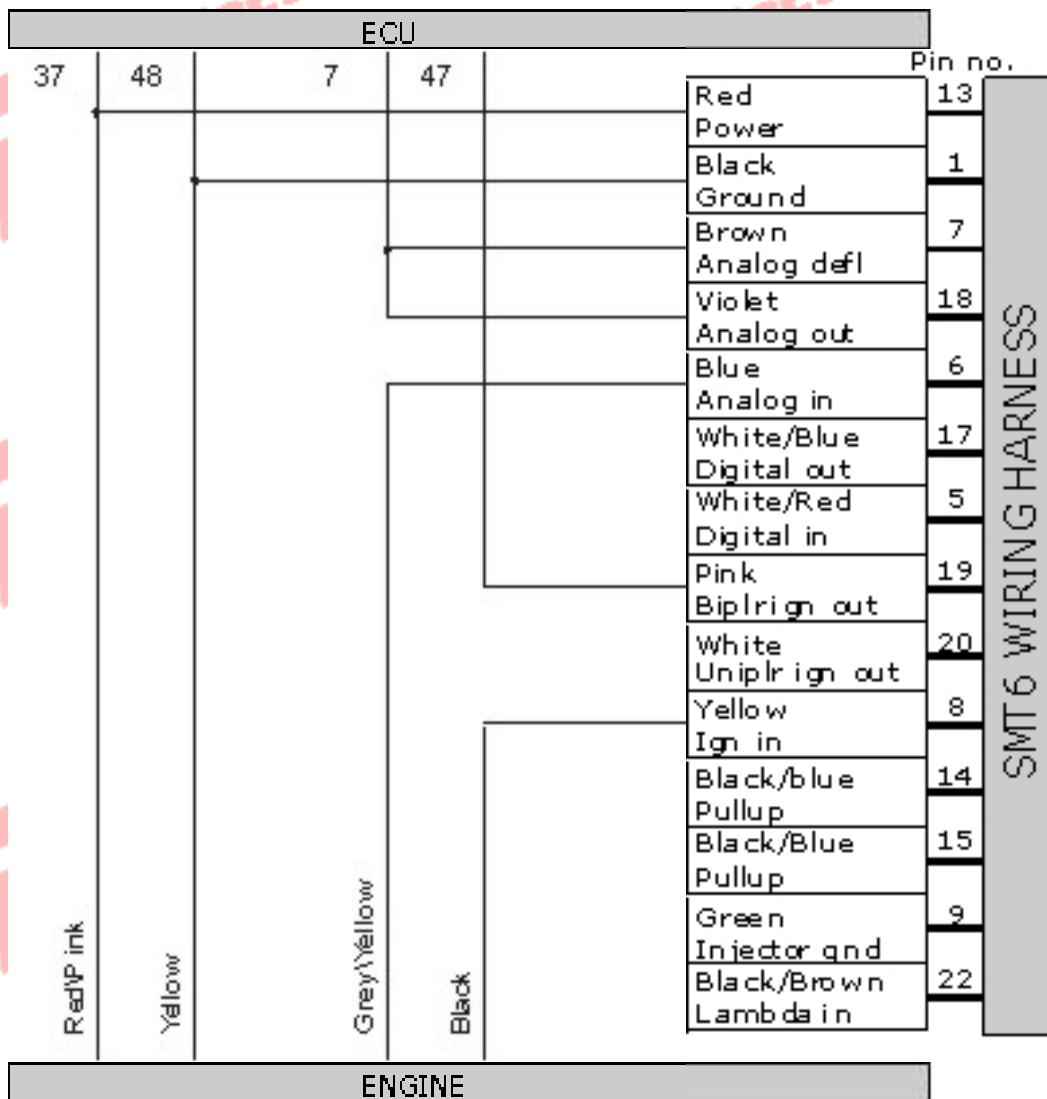 ECU
37 48 7 47
Pin no.
Red 13
Power
Black 1
Ground
Brown 7
Analog defl
Violet 18
Analog out
Blue 6
Analog in
White/Blue 17
Digital out
White/Red 5
Digital in
Pink 19
Biplrign out
White 20
Uniplr ign out
Yellow 8
Ign in
Black/blue 14
Pullup
Black/Blue 15
Pullup
Green 9
Injector gnd
Black/Brown 22
Lambda in
SMT6 WIRING HARNESS
Red\Pink
Yellow
Grey\Yellow
Black
ENGINE